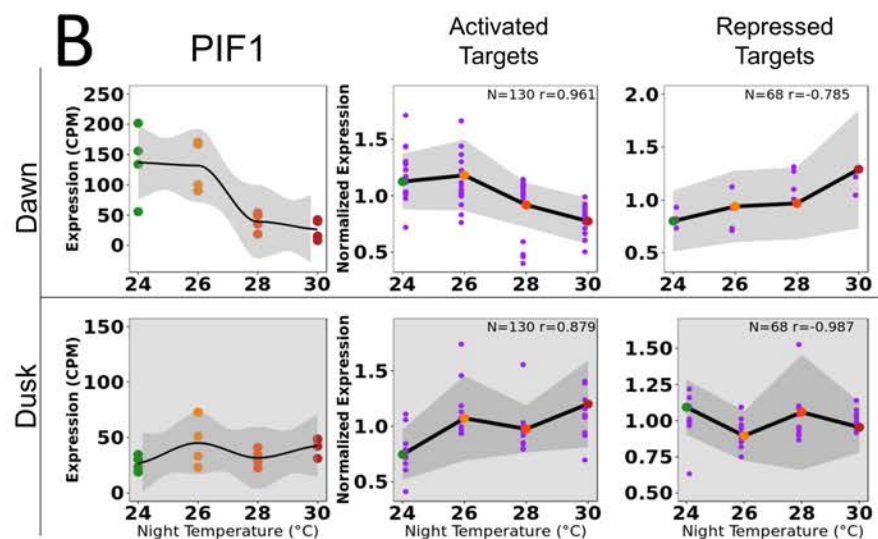 B
PIF1
Activated
Targets
Repressed
Targets
Dawn
Expression (CPM)
250
200
150
100
50
0
24 26 28 30
Normalized Expression
N=130 r=0.961
1.5
1.0
0.5
24 26 28 30
N=68 r=-0.785
2.0
1.5
1.0
0.5
24 26 28 30
Dusk
Expression (CPM)
150
100
50
0
24 26 28 30
Night Temperature (°C)
Normalized Expression
N=130 r=0.879
1.5
1.0
0.5
24 26 28 30
Night Temperature (°C)
N=68 r=-0.987
1.50
1.25
1.00
0.75
0.50
24 26 28 30
Night Temperature (°C)